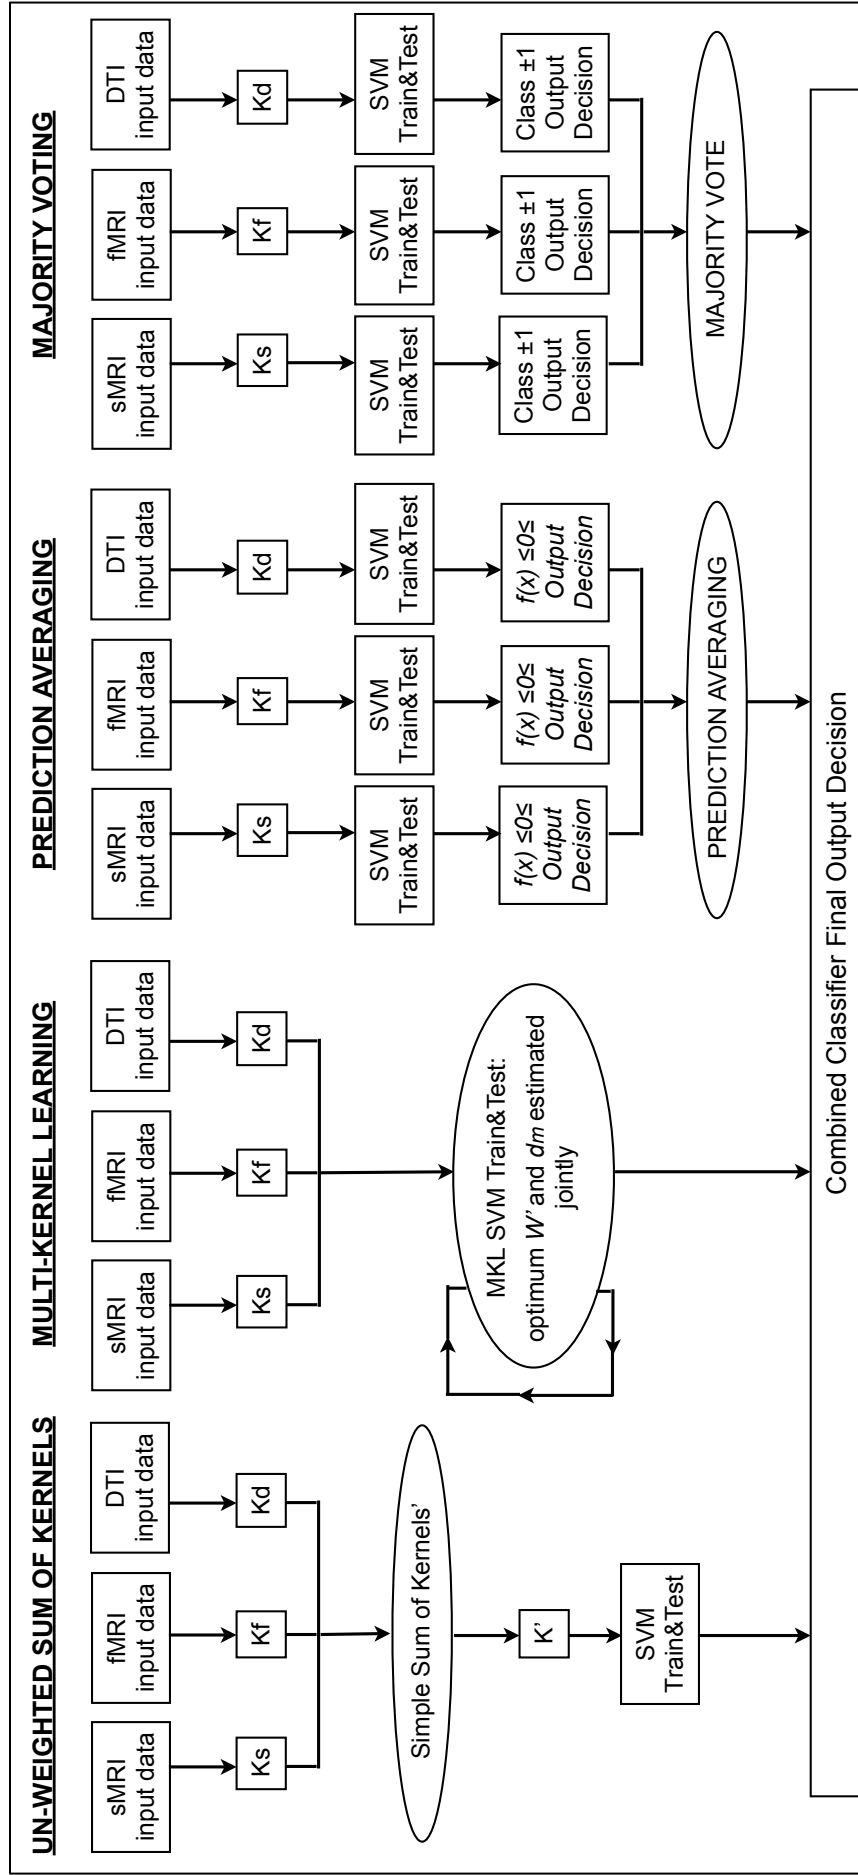 UN-WEIGHTED SUM OF KERNELS
sMRI
input data
fMRI
input data
DTI
input data
Ks
Kf
Kd
Simple Sum of Kernels’
K’
SVM
Train&Test
MULTI-KERNEL LEARNING
sMRI
input data
fMRI
input data
DTI
input data
Ks
Kf
Kd
MKL SVM Train&Test:
optimum W’ and dm estimated
jointly
PREDICTION AVERAGING
sMRI
input data
fMRI
input data
DTI
input data
Ks
Kf
Kd
SVM
Train&Test
SVM
Train&Test
SVM
Train&Test
f(x) ≤0≤
Output
Decision
f(x) ≤0≤
Output
Decision
f(x) ≤0≤
Output
Decision
PREDICTION AVERAGING
MAJORITY VOTING
sMRI
input data
fMRI
input data
DTI
input data
Ks
Kf
Kd
SVM
Train&Test
SVM
Train&Test
SVM
Train&Test
Class ±1
Output
Decision
Class ±1
Output
Decision
Class ±1
Output
Decision
MAJORITY VOTE
Combined Classifier Final Output Decision